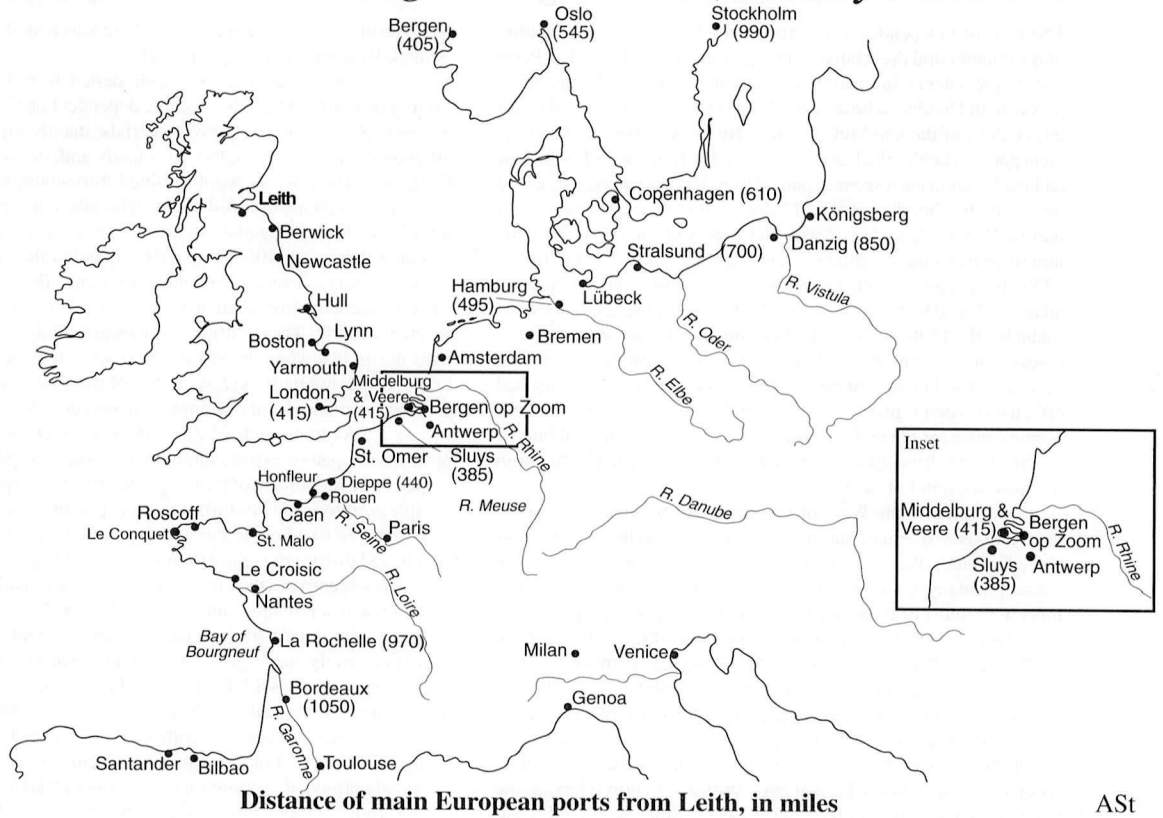 Bergen
(405)
Oslo
(545)
Stockholm
(990)
Leith
Berwick
Newcastle
Hull
Lynn
Boston
Yarmouth
London
(415)
Copenhagen (610)
Königsberg
Danzig (850)
Stralsund (700)
Lübeck
Hamburg
(495)
Bremen
Amsterdam
R. Vistula
R. Oder
R. Elbe
Middelburg
& Veere
(415)
Bergen op Zoom
Antwerp
R. Rhine
St. Omer
Sluys
(385)
Honfleur
Dieppe (440)
Rouen
Caen
R. Seine
Paris
R. Meuse
R. Danube
Roscoff
Le Conquet
St. Malo
Le Croisic
Nantes
R. Loire
Bay of
Bourgneuf
La Rochelle (970)
Bordeaux
(1050)
R. Garonne
Toulouse
Santander
Bilbao
Milan
Venice
Genoa
Inset
Middelburg &
Veere (415)
Bergen
op Zoom
Sluys
(385)
Antwerp
R. Rhine
Distance of main European ports from Leith, in miles
ASt